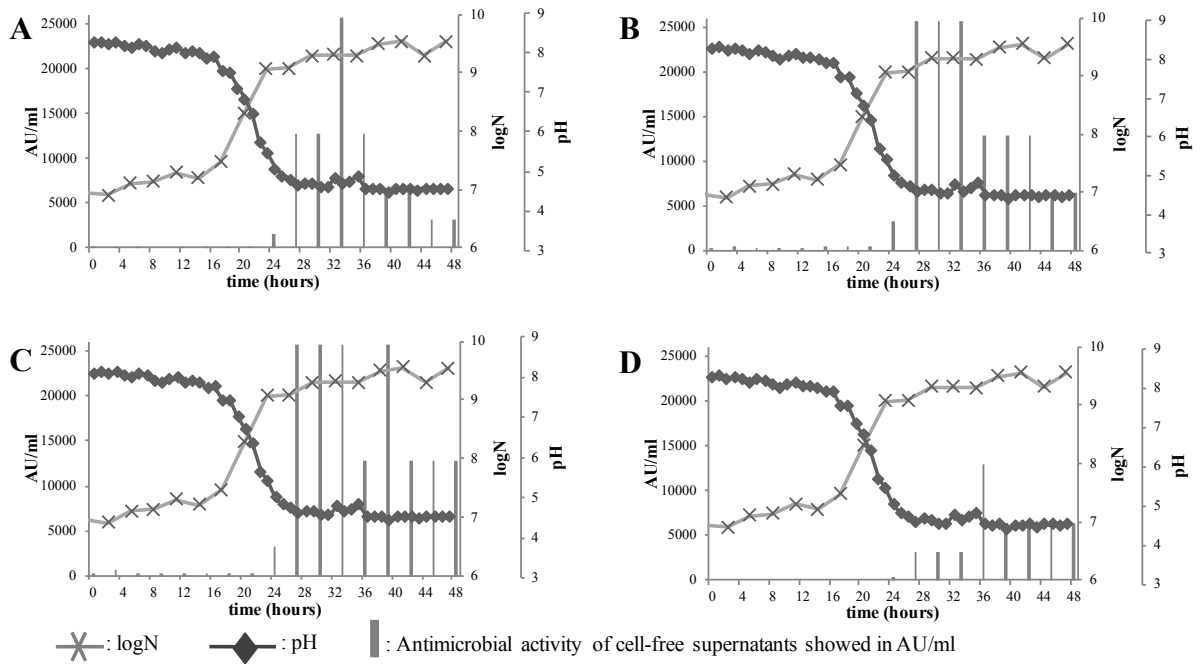 A
AU/ml
25000
20000
15000
10000
5000
0
0 4 8 12 16 20 24 28 32 36 40 44 48
time (hours)
10
9
8
7
6
logN
9
8
7
6
5
4
3
pH
B
AU/ml
25000
20000
15000
10000
5000
0
0 4 8 12 16 20 24 28 32 36 40 44 48
time (hours)
10
9
8
7
6
logN
9
8
7
6
5
4
3
pH
C
AU/ml
25000
20000
15000
10000
5000
0
0 4 8 12 16 20 24 28 32 36 40 44 48
time (hours)
10
9
8
7
6
logN
9
8
7
6
5
4
3
pH
D
AU/ml
25000
20000
15000
10000
5000
0
0 4 8 12 16 20 24 28 32 36 40 44 48
time (hours)
10
9
8
7
6
logN
9
8
7
6
5
4
3
pH
: logN : pH : Antimicrobial activity of cell-free supernatants showed in AU/ml